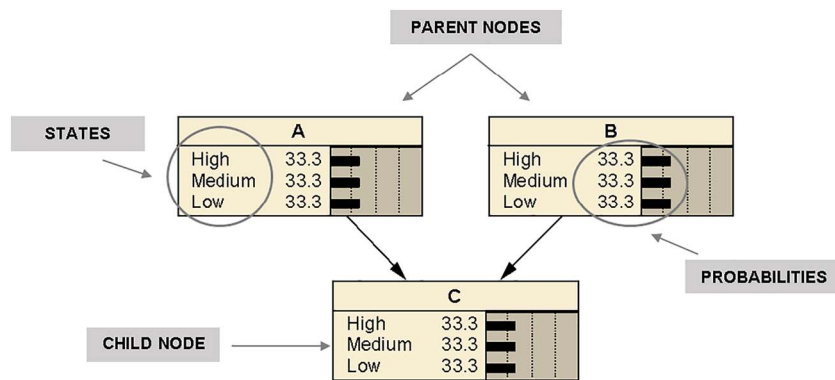 PARENT NODES
STATES
A
High 33.3
Medium 33.3
Low 33.3
B
High 33.3
Medium 33.3
Low 33.3
PROBABILITIES
C
High 33.3
Medium 33.3
Low 33.3
CHILD NODE